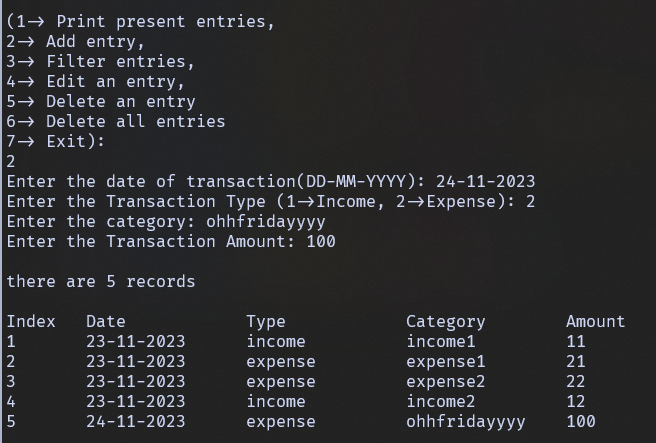 (1-> Print present entries,
2-> Add entry,
3-> Filter entries,
4-> Edit an entry,
5-> Delete an entry
6-> Delete all entries
7-> Exit):
2
Enter the date of transaction(DD-MM-YYYY): 24-11-2023
Enter the Transaction Type (1->Income, 2->Expense): 2
Enter the category: ohhfridayyyy
Enter the Transaction Amount: 100
there are 5 records
Index Date Type Category Amount
1 23-11-2023 income income1 11
2 23-11-2023 expense expense1 21
3 23-11-2023 expense expense2 22
4 23-11-2023 income income2 12
5 24-11-2023 expense ohhfridayyyy 100